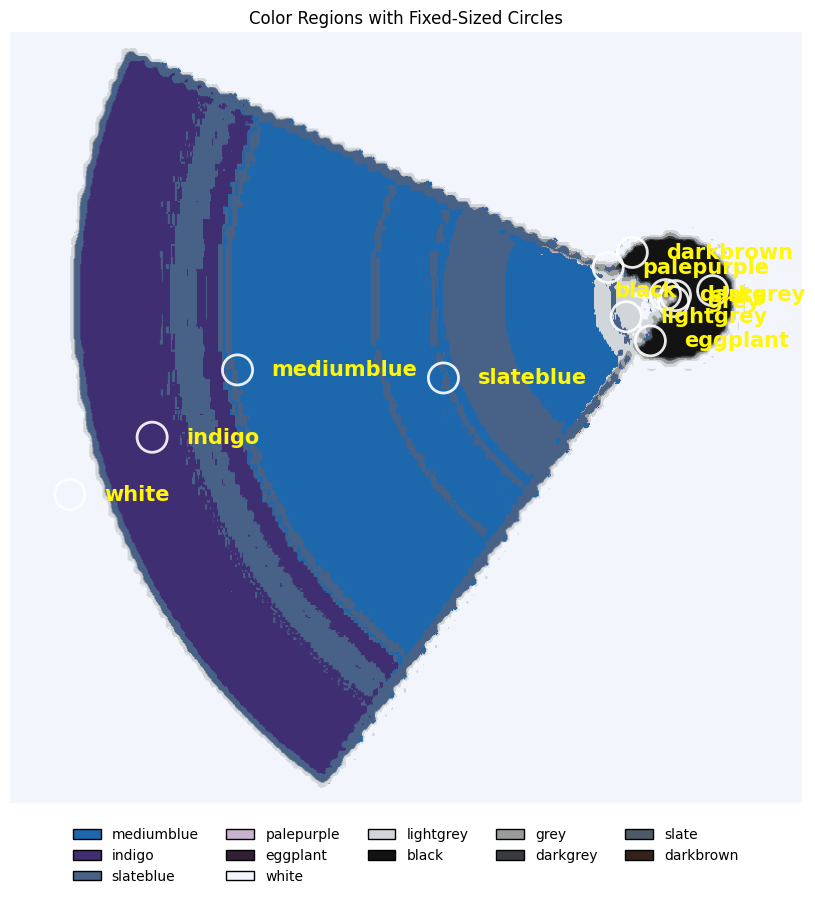 Color Regions with Fixed-Sized Circles
darkbrown
palepurple
black
darkgrey
grey
lightgrey
eggplant
mediumblue
slateblue
indigo
white
mediumblue palepurple lightgrey grey slate
indigo eggplant black darkgrey darkbrown
slateblue white